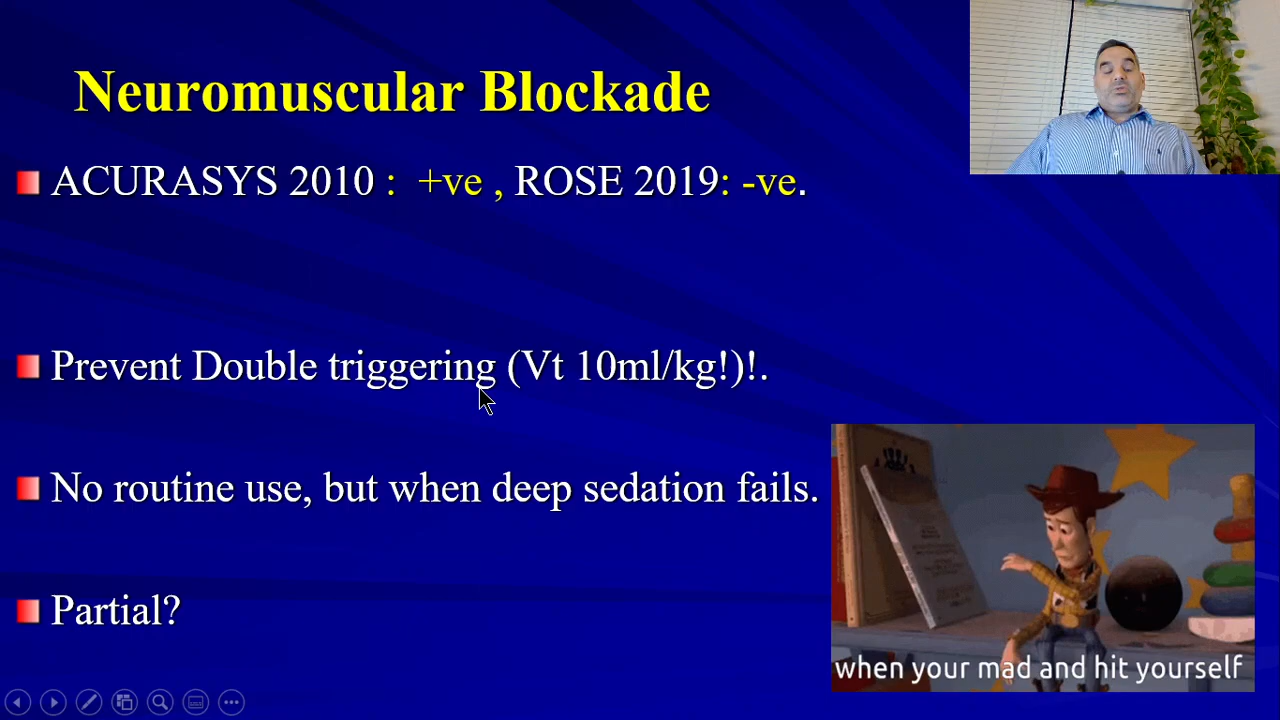 Neuromuscular Blockade
ACURASYS 2010 : +ve , ROSE 2019: -ve.
Prevent Double triggering (Vt 10ml/kg!)!.
No routine use, but when deep sedation fails.
Partial?
when your mad and hit yourself